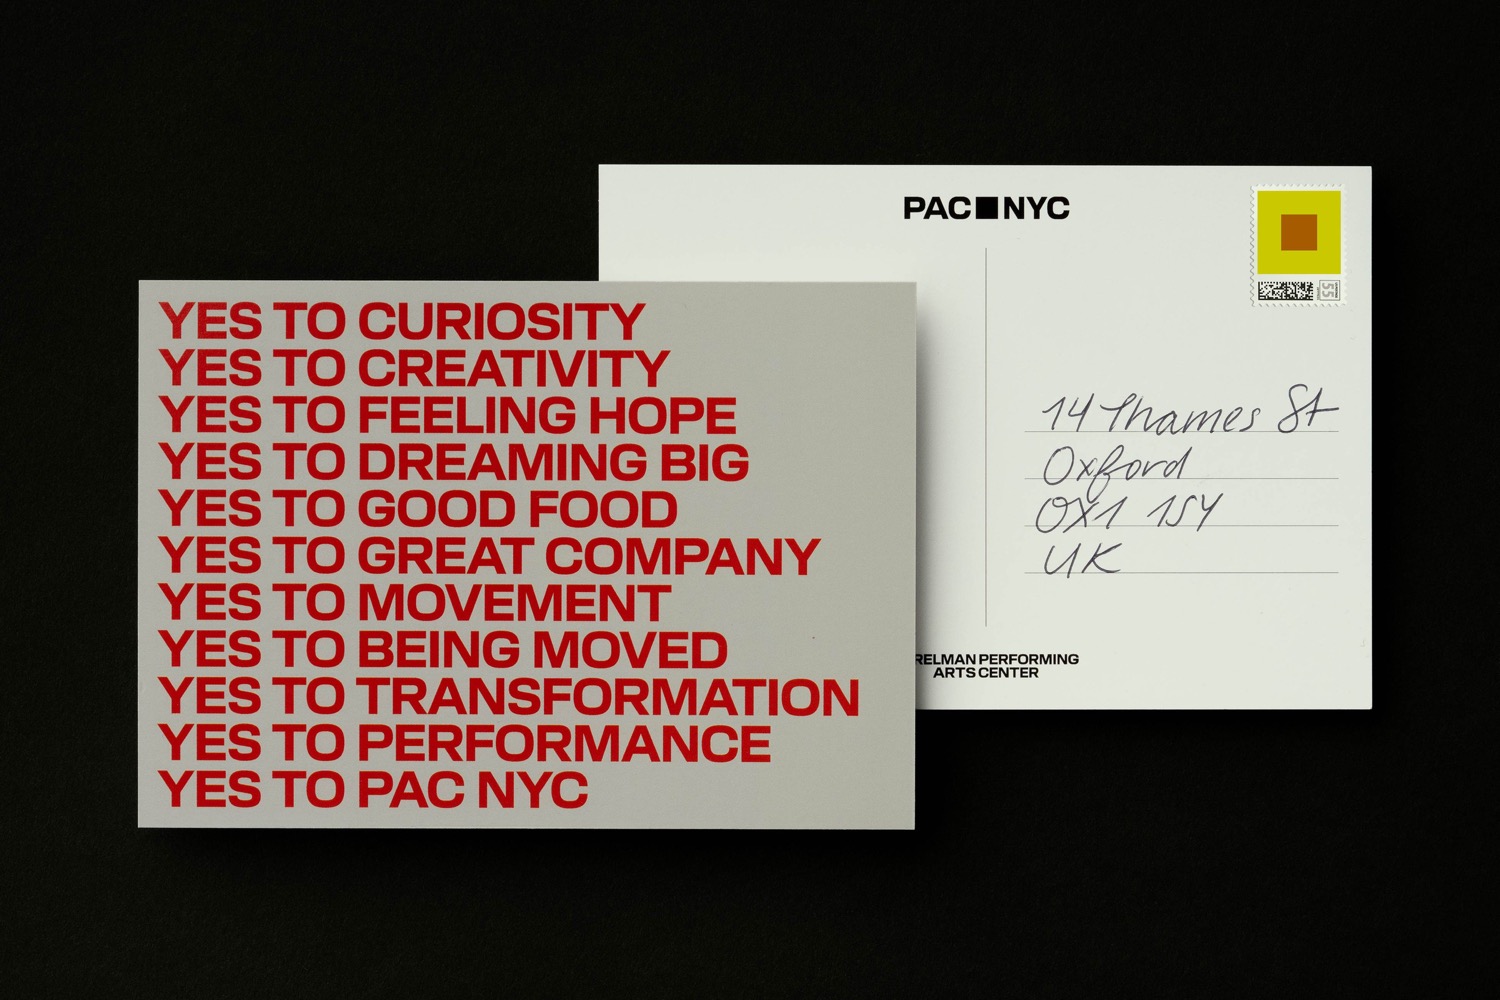 YES TO CURIOSITY
YES TO CREATIVITY
YES TO FEELING HOPE
YES TO DREAMING BIG
YES TO GOOD FOOD
YES TO GREAT COMPANY
YES TO MOVEMENT
YES TO BEING MOVED
YES TO TRANSFORMATION
YES TO PERFORMANCE
YES TO PAC NYC
PAC■NYC
14 Thames St
Oxford
OX1 1SY
UK
RELMAN PERFORMING
ARTS CENTER